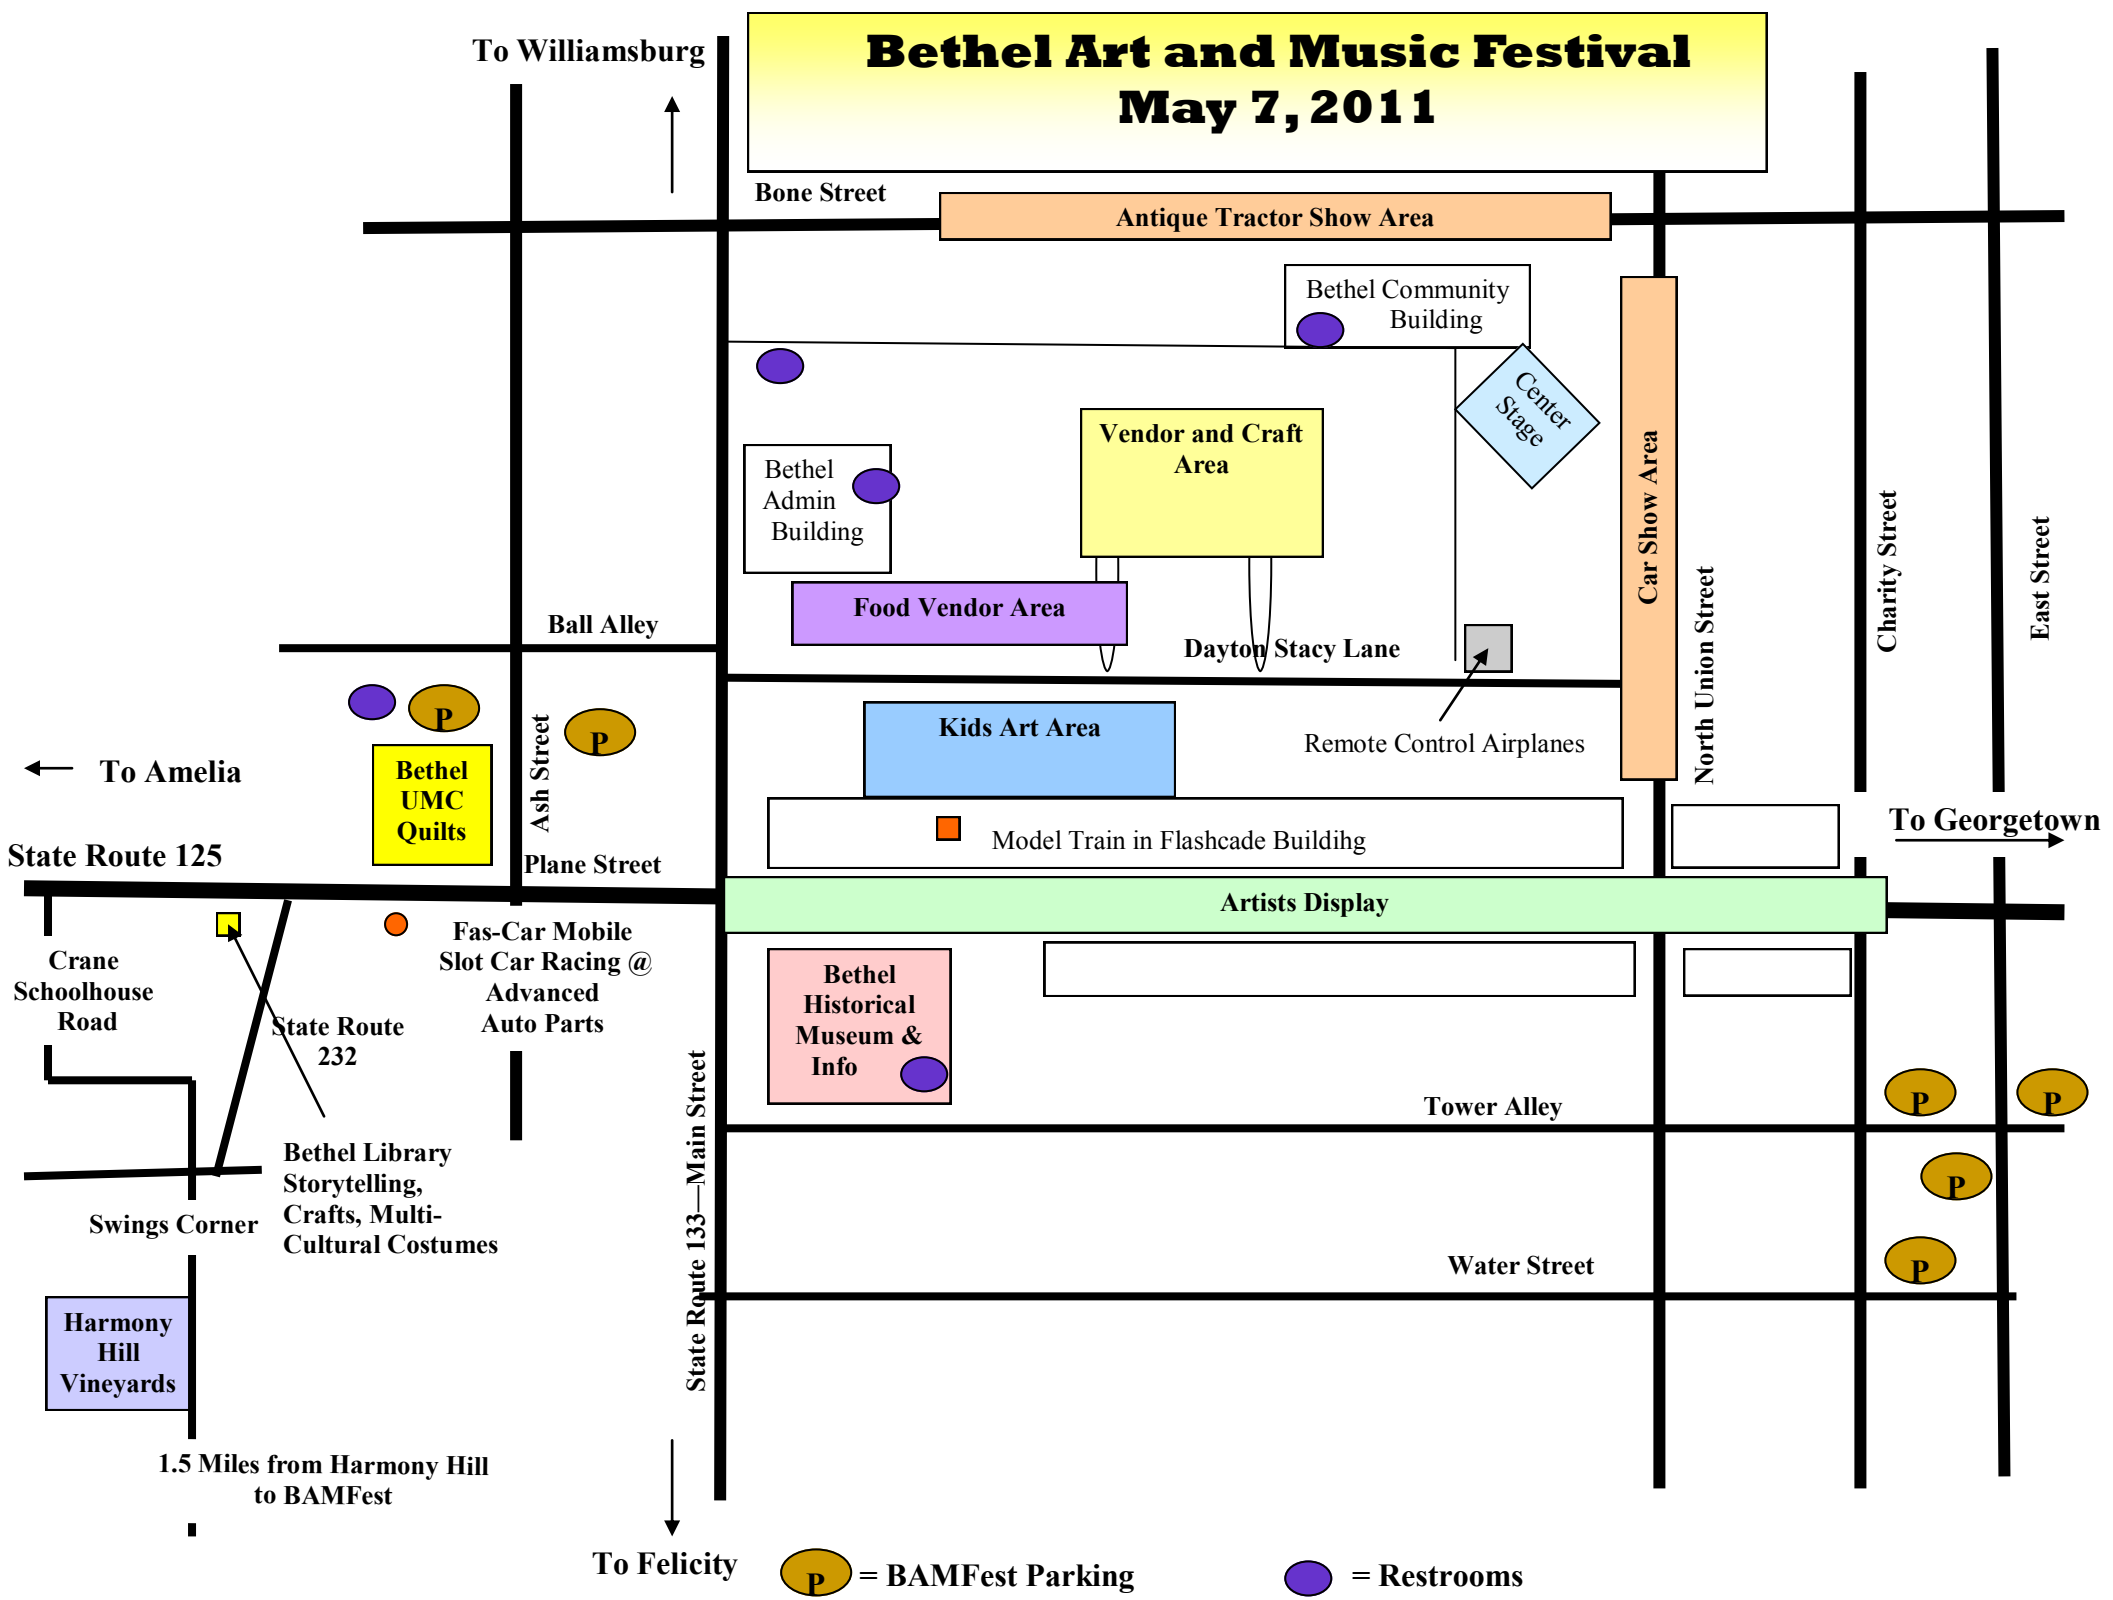 Bethel Art and Music Festival
May 7, 2011
To Williamsburg
Bone Street
Antique Tractor Show Area
Bethel Community
Building
Center
Stage
Vendor and Craft
Area
Bethel
Admin
Building
Car Show Area
Charity Street
East Street
North Union Street
Food Vendor Area
Ball Alley
Dayton Stacy Lane
P
P
Ash Street
Kids Art Area
Remote Control Airplanes
To Amelia
Bethel
UMC
Quilts
Model Train in Flashcade Buildihg
To Georgetown
State Route 125
Plane Street
Artists Display
Crane
Schoolhouse
Road
State Route
232
Fas-Car Mobile
Slot Car Racing @
Advanced
Auto Parts
Bethel
Historical
Museum &
Info
State Route 133—Main Street
Tower Alley
P
P
P
P
Bethel Library
Storytelling,
Crafts, Multi-
Cultural Costumes
Swings Corner
Water Street
Harmony
Hill
Vineyards
1.5 Miles from Harmony Hill
to BAMFest
To Felicity
P = BAMFest Parking
= Restrooms